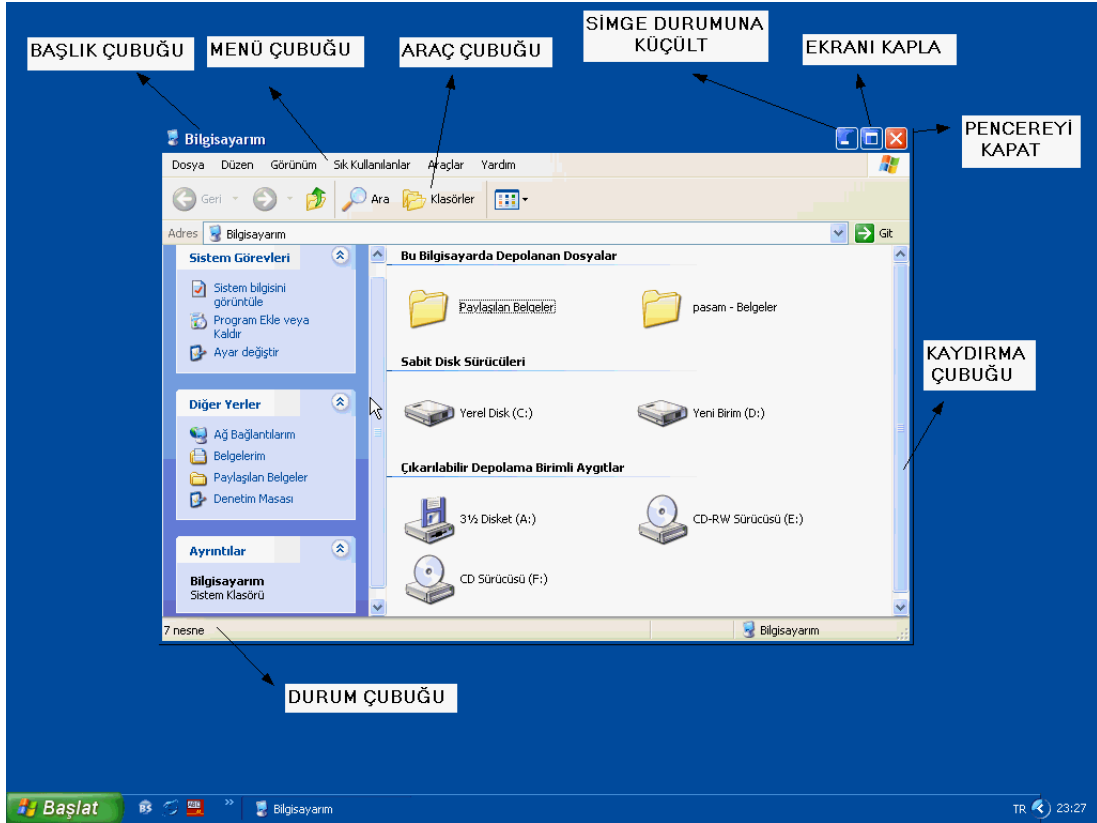 SİMGE DURUMUNA
KÜÇÜLT
BAŞLIK ÇUBUĞU
MENÜ ÇUBUĞU
ARAÇ ÇUBUĞU
EKRANI KAPLA
PENCEREYİ
KAPAT
Bilgisayarım
Dosya Düzen Görünüm Sık Kullanılanlar Araçlar Yardım
Geri Ara Klasörler
Adres Bilgisayarım Git
Sistem Görevleri
Sistem bilgisini
görüntüle
Program Ekle veya
Kaldır
Ayar değiştir
Diğer Yerler
Ağ Bağlantılarım
Belgelerim
Paylaşılan Belgeler
Denetim Masası
Ayrıntılar
Bilgisayarım
Sistem Klasörü
Bu Bilgisayarda Depolanan Dosyalar
Paylaşılan Belgeler
pasam - Belgeler
Sabit Disk Sürücüleri
Yerel Disk (C:)
Yeni Birim (D:)
Çıkarılabilir Depolama Birimli Aygıtlar
3½ Disket (A:)
CD-RW Sürücüsü (E:)
CD Sürücüsü (F:)
KAYDIRMA
ÇUBUĞU
7 nesne
Bilgisayarım
DURUM ÇUBUĞU
Başlat
BS
Bilgisayarım
TR
23:27